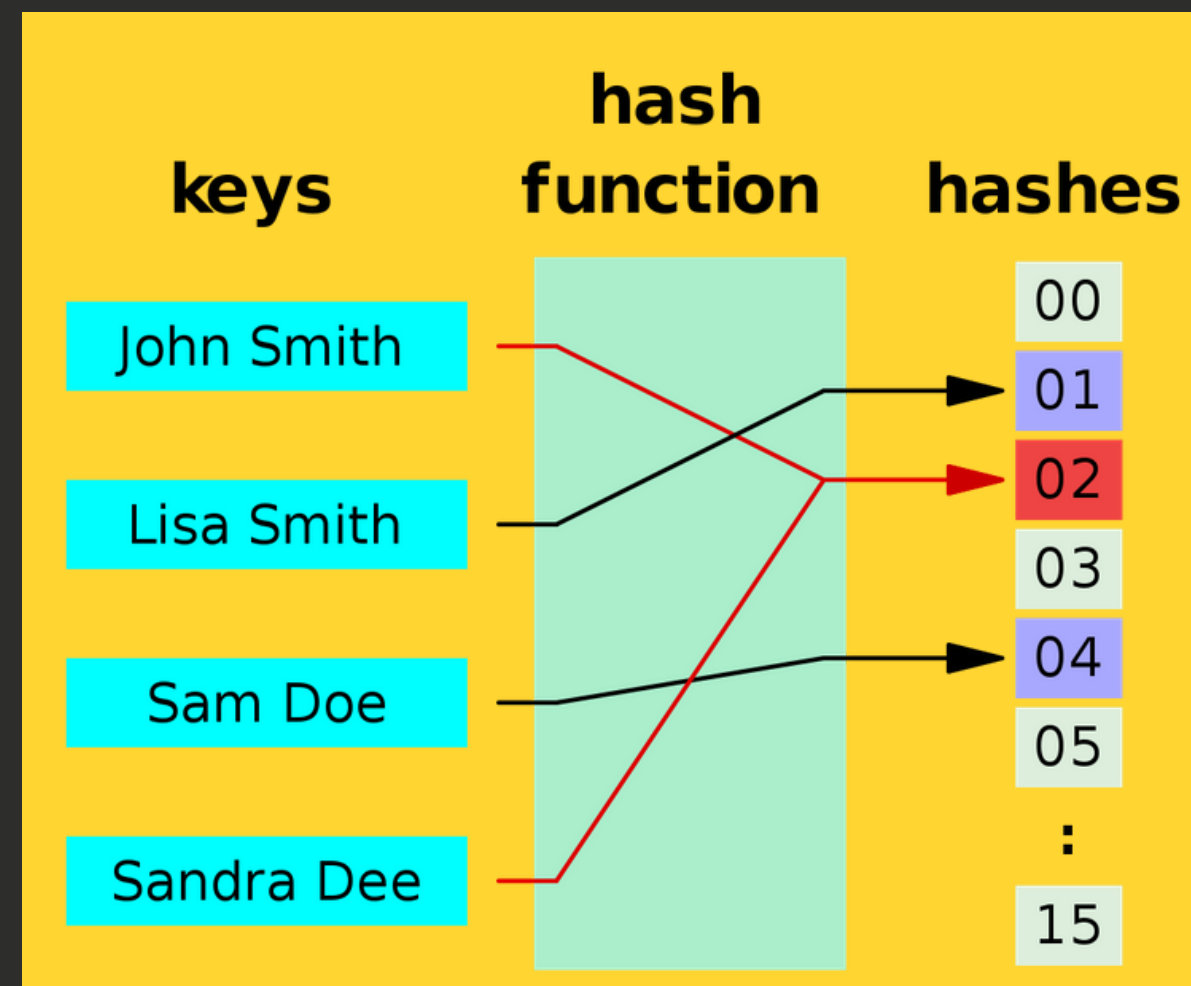 hash
keys function hashes
John Smith
Lisa Smith
Sam Doe
Sandra Dee
00
01
02
03
04
05
:
15